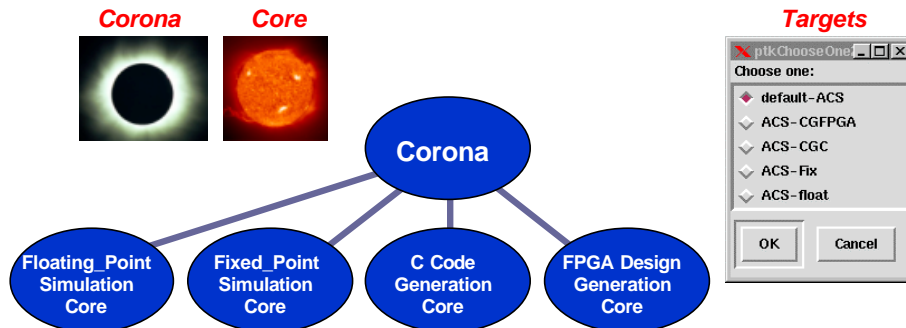 Corona
Core
Targets
ptkChooseOne
Choose one:
default-ACS
ACS-CGFPGA
ACS-CGC
ACS-Fix
ACS-float
OK
Cancel
Corona
Floating_Point
Simulation
Core
Fixed_Point
Simulation
Core
C Code
Generation
Core
FPGA Design
Generation
Core